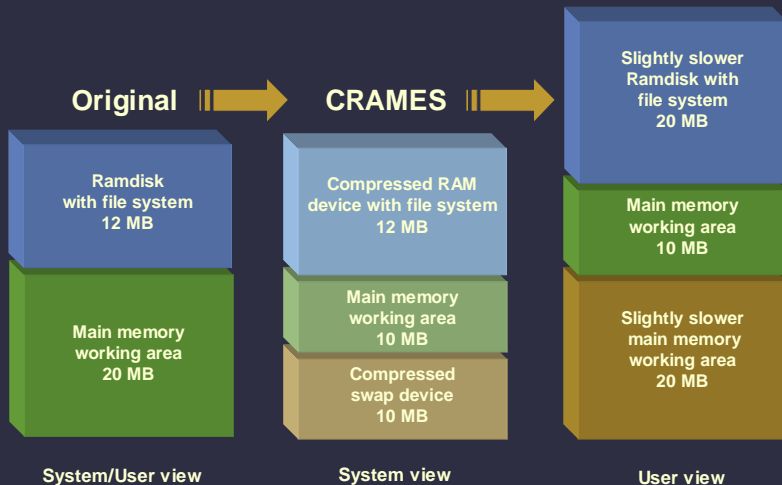 Original
CRAMES
Ramdisk
with file system
12 MB
Main memory
working area
20 MB
System/User view
Compressed RAM
device with file system
12 MB
Main memory
working area
10 MB
Compressed
swap device
10 MB
System view
Slightly slower
Ramdisk with
file system
20 MB
Main memory
working area
10 MB
Slightly slower
main memory
working area
20 MB
User view